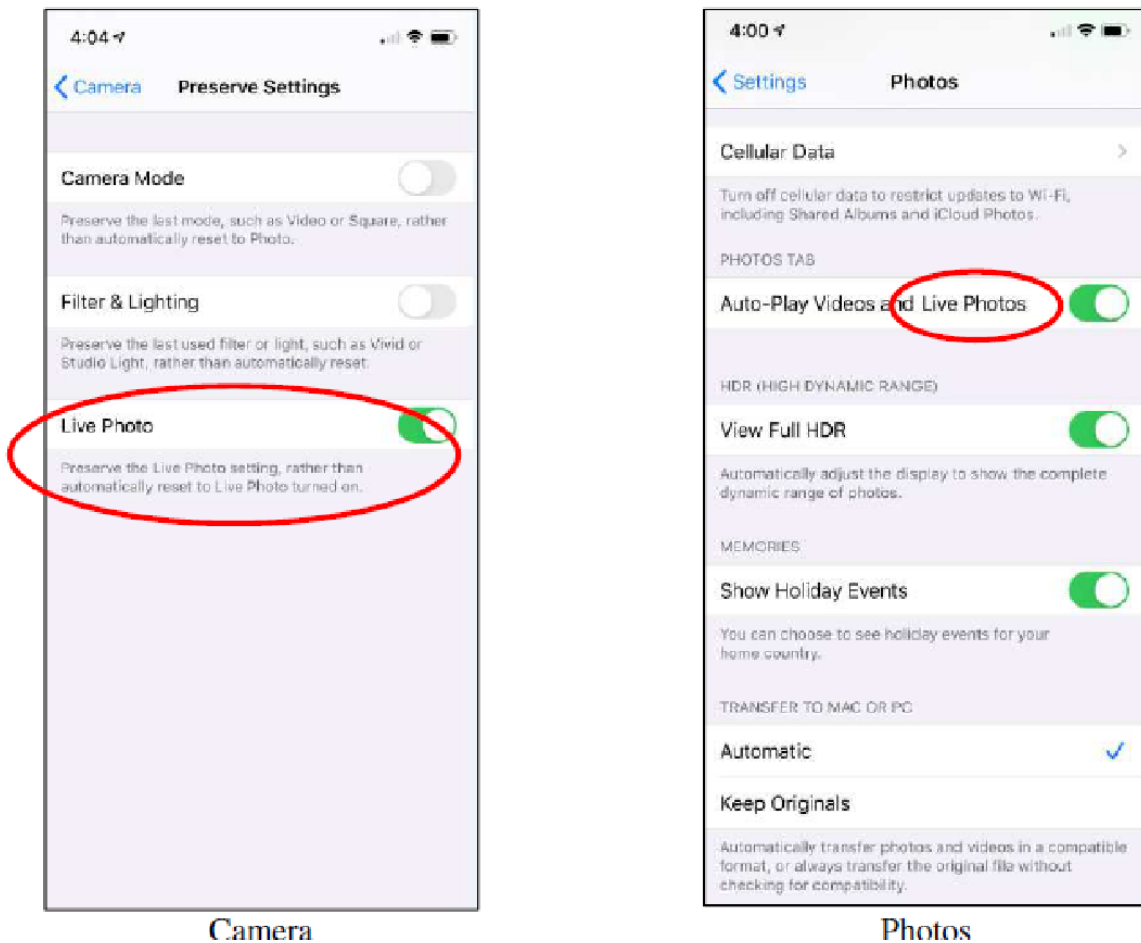 4:04
Camera
Preserve Settings
Camera Mode
Preserve the last mode, such as Video or Square, rather
than automatically reset to Photo.
Filter & Lighting
Preserve the last used filter or light, such as Vivid or
Studio Light, rather than automatically reset.
Live Photo
Preserve the Live Photo setting, rather than
automatically reset to Live Photo turned on.
Camera
4:00
Settings
Photos
Cellular Data
Turn off cellular data to restrict updates to Wi-Fi,
including Shared Albums and iCloud Photos.
PHOTOS TAB
Auto-Play Videos and Live Photos
HDR (HIGH DYNAMIC RANGE)
View Full HDR
Automatically adjust the display to show the complete
dynamic range of photos.
MEMORIES
Show Holiday Events
You can choose to see holiday events for your
home country.
TRANSFER TO MAC OR PC
Automatic
Keep Originals
Automatically transfer photos and videos in a compatible
format, or always transfer the original file without
checking for compatibility.
Photos